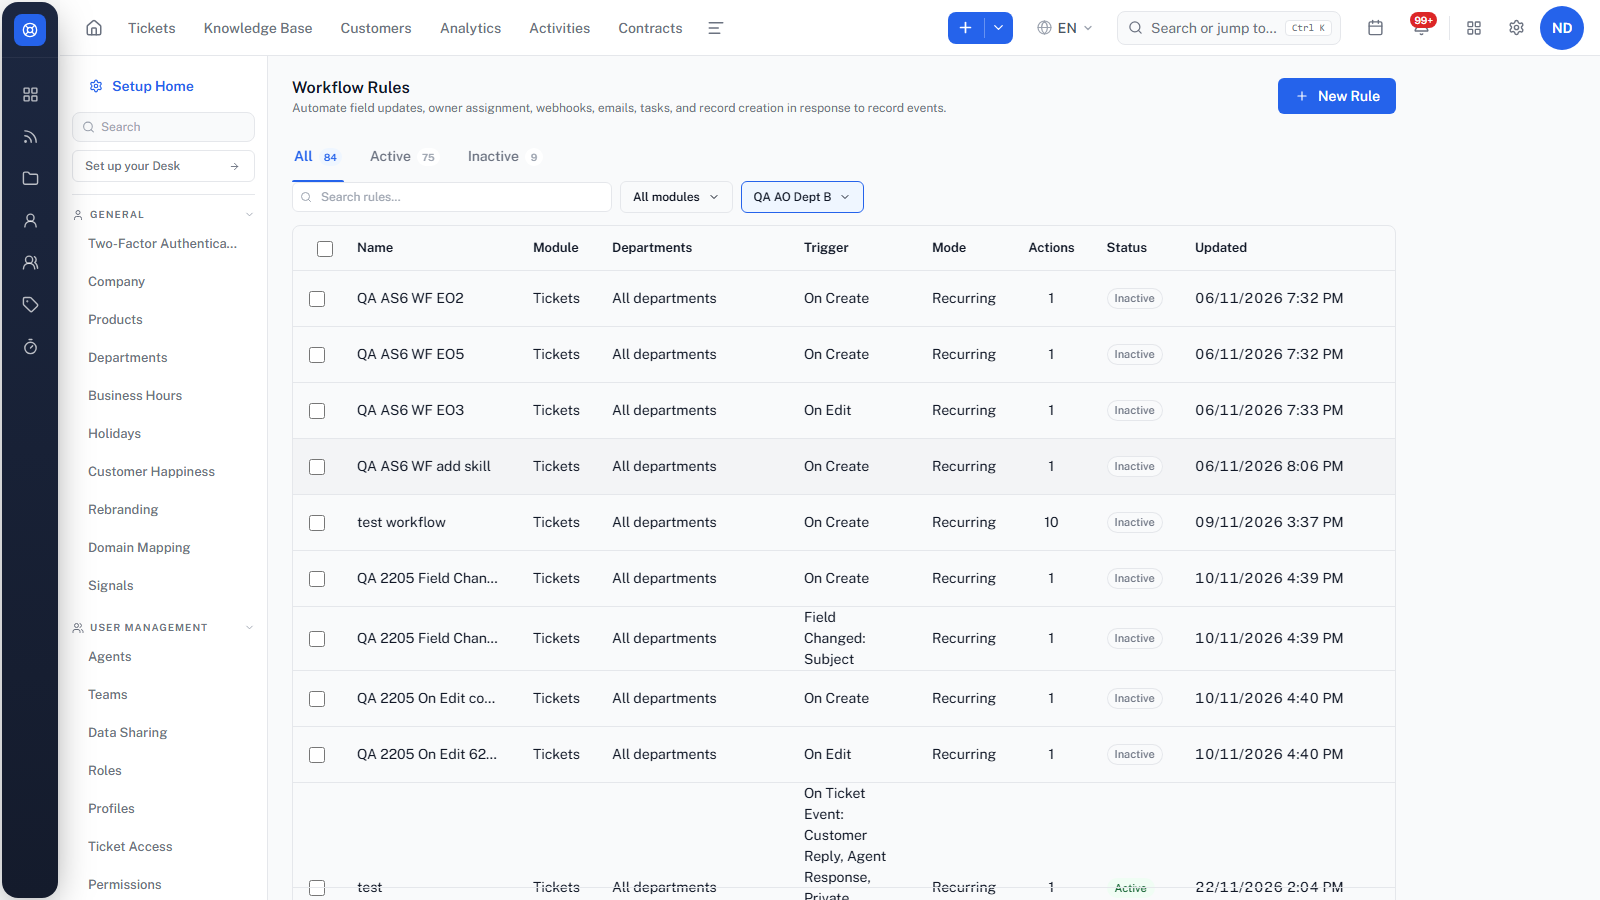 Tickets Knowledge Base Customers Analytics Activities Contracts EN Search or jump to... Ctrl K 99+ ND
Setup Home
Search
Set up your Desk
GENERAL
Two-Factor Authentica...
Company
Products
Departments
Business Hours
Holidays
Customer Happiness
Rebranding
Domain Mapping
Signals
USER MANAGEMENT
Agents
Teams
Data Sharing
Roles
Profiles
Ticket Access
Permissions
Workflow Rules
Automate field updates, owner assignment, webhooks, emails, tasks, and record creation in response to record events.
New Rule
All 84 Active 75 Inactive 9
Search rules... All modules QA AO Dept B
Name Module Departments Trigger Mode Actions Status Updated
QA AS6 WF EO2 Tickets All departments On Create Recurring 1 Inactive 06/11/2026 7:32 PM
QA AS6 WF EO5 Tickets All departments On Create Recurring 1 Inactive 06/11/2026 7:32 PM
QA AS6 WF EO3 Tickets All departments On Edit Recurring 1 Inactive 06/11/2026 7:33 PM
QA AS6 WF add skill Tickets All departments On Create Recurring 1 Inactive 06/11/2026 8:06 PM
test workflow Tickets All departments On Create Recurring 10 Inactive 09/11/2026 3:37 PM
QA 2205 Field Chan... Tickets All departments On Create Recurring 1 Inactive 10/11/2026 4:39 PM
QA 2205 Field Chan... Tickets All departments Field Changed: Subject Recurring 1 Inactive 10/11/2026 4:39 PM
QA 2205 On Edit co... Tickets All departments On Create Recurring 1 Inactive 10/11/2026 4:40 PM
QA 2205 On Edit 62... Tickets All departments On Edit Recurring 1 Inactive 10/11/2026 4:40 PM
test Tickets All departments On Ticket Event: Customer Reply, Agent Response, Private Recurring 1 Active 22/11/2026 2:04 PM